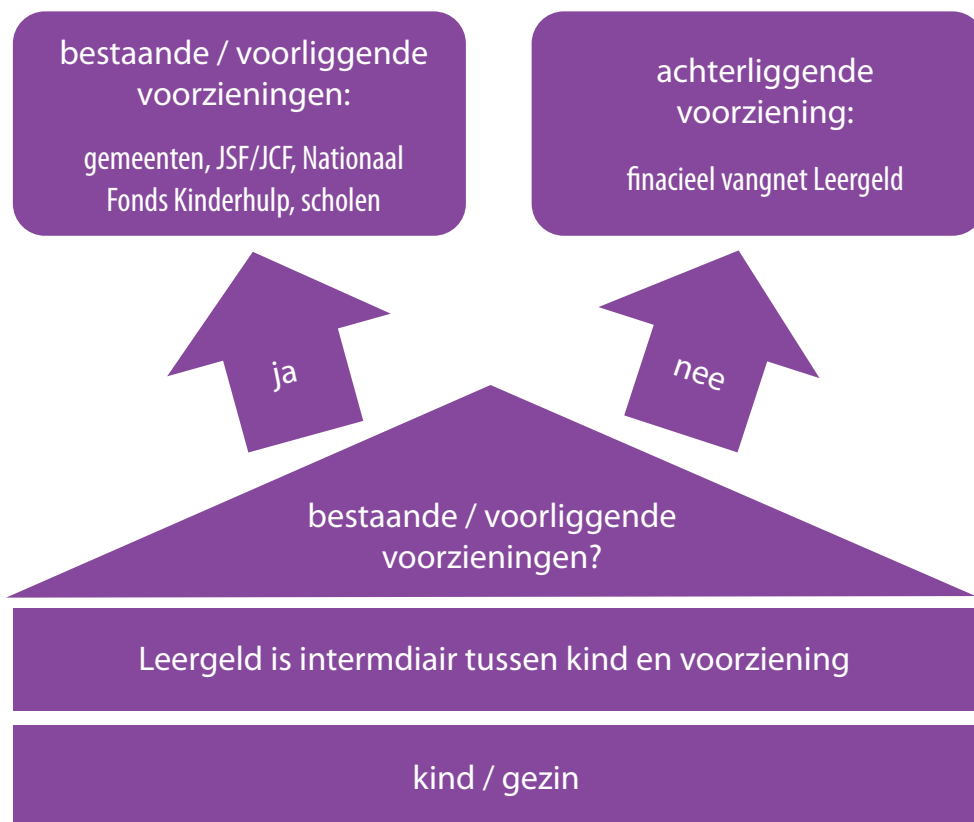 bestaande / voorliggende
voorzieningen:
gemeenten, JSF/JCF, Nationaal
Fonds Kinderhulp, scholen
achterliggende
voorziening:
finacieel vangnet Leergeld
ja
nee
bestaande / voorliggende
voorzieningen?
Leergeld is intermdiair tussen kind en voorziening
kind / gezin